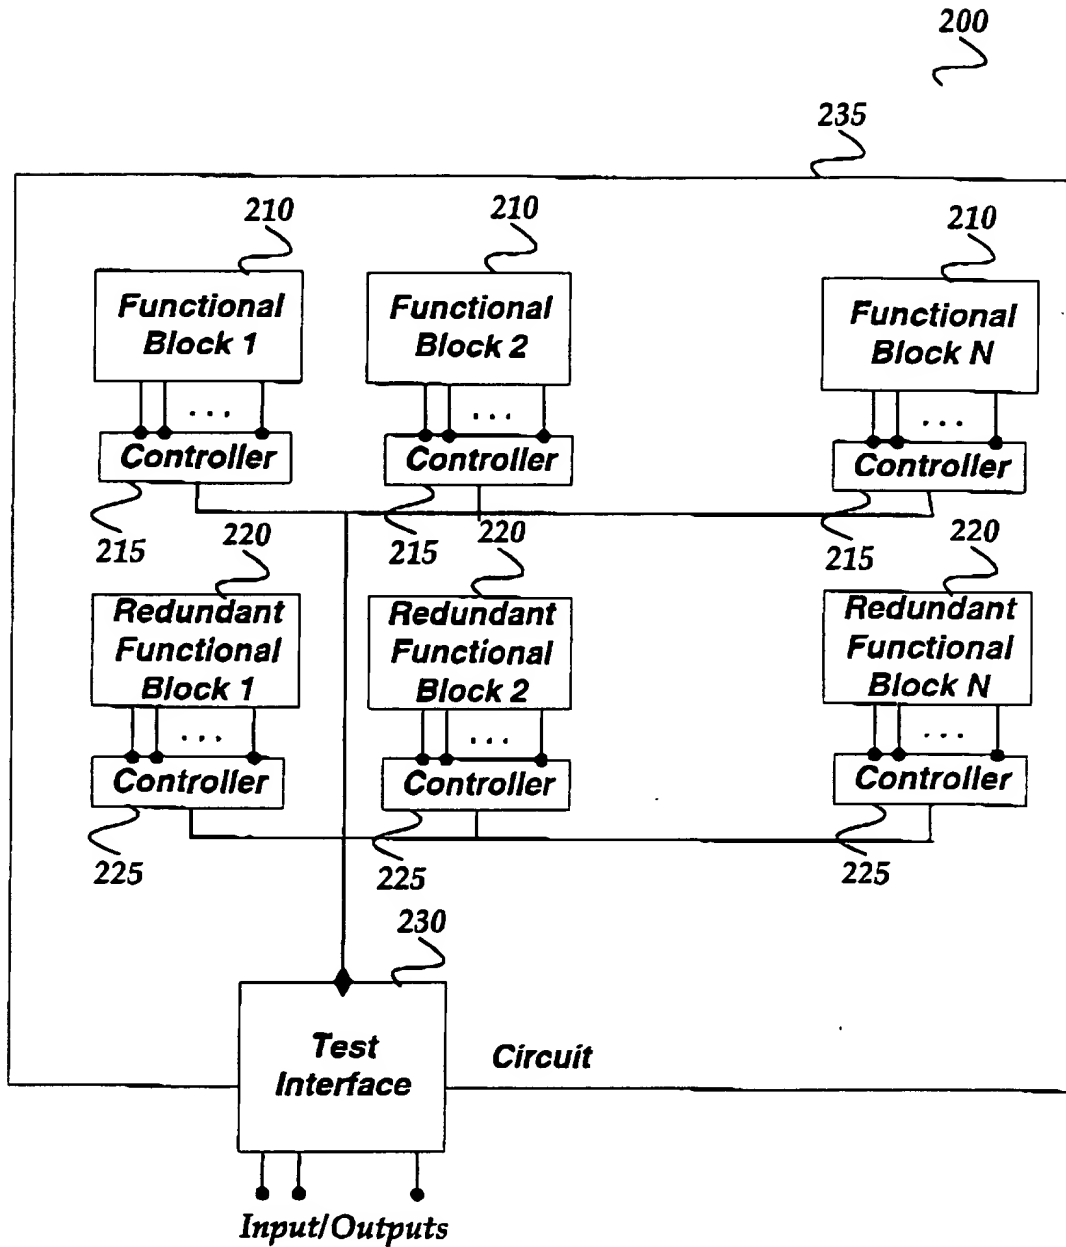 200
235
210
210
210
Functional
Block 1
Functional
Block 2
Functional
Block N
...
...
...
Controller
Controller
Controller
215
215
215
220
220
220
Redundant
Functional
Block 1
Redundant
Functional
Block 2
Redundant
Functional
Block N
...
...
...
Controller
Controller
Controller
225
225
225
230
Test
Interface
Circuit
Input/Outputs